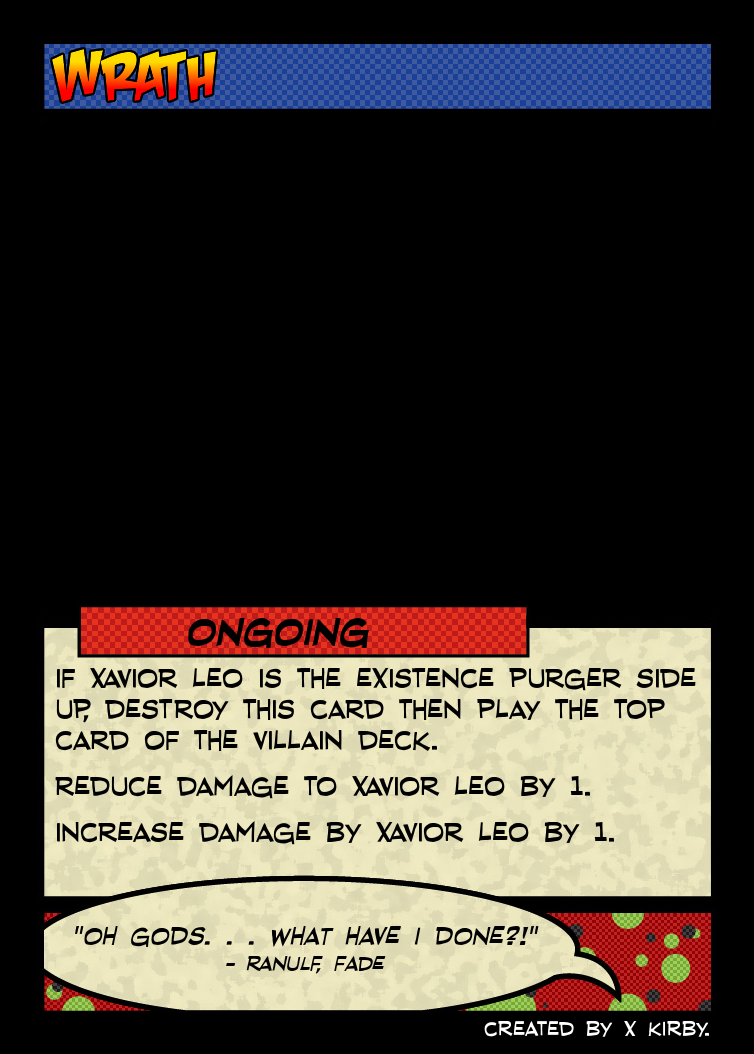 WRATH
ONGOING
IF XAVIOR LEO IS THE EXISTENCE PURGER SIDE
UP, DESTROY THIS CARD THEN PLAY THE TOP
CARD OF THE VILLAIN DECK.
REDUCE DAMAGE TO XAVIOR LEO BY 1.
INCREASE DAMAGE BY XAVIOR LEO BY 1.
"OH GODS. . . WHAT HAVE I DONE?!"
- RANULF, FADE
CREATED BY X KIRBY.